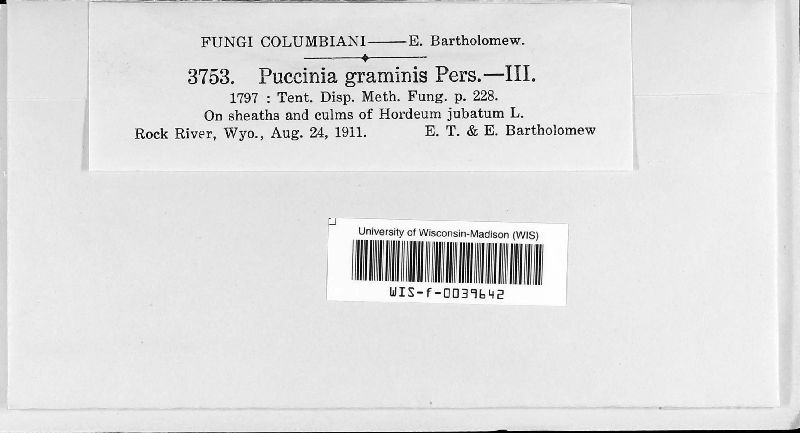 FUNGI COLUMBIANI——E. Bartholomew.
3753. Puccinia graminis Pers.—III.
1797 : Tent. Disp. Meth. Fung. p. 228.
On sheaths and culms of Hordeum jubatum L.
Rock River, Wyo., Aug. 24, 1911. E. T. & E. Bartholomew
University of Wisconsin-Madison (WIS)
WIS-f-0039642